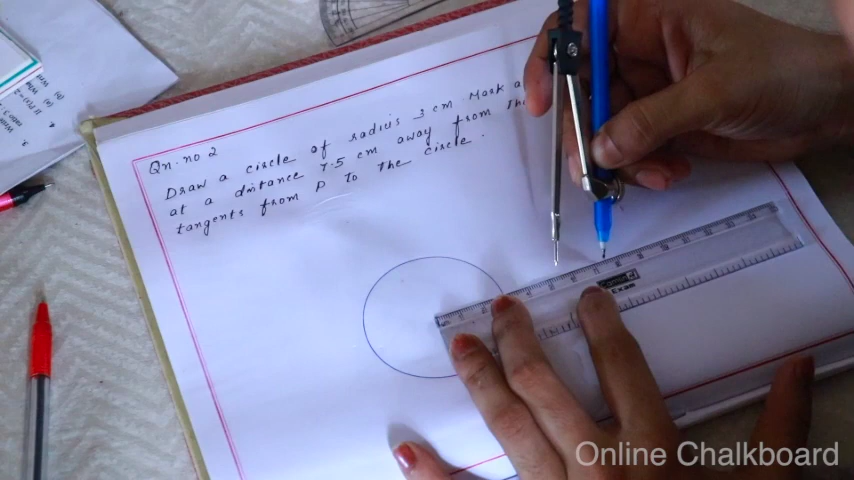 Qn. no 2
Draw a circle of radius 3 cm. Mark a
at a distance 7.5 cm away from the
tangents from P to the circle.
Exam
Online Chalkboard